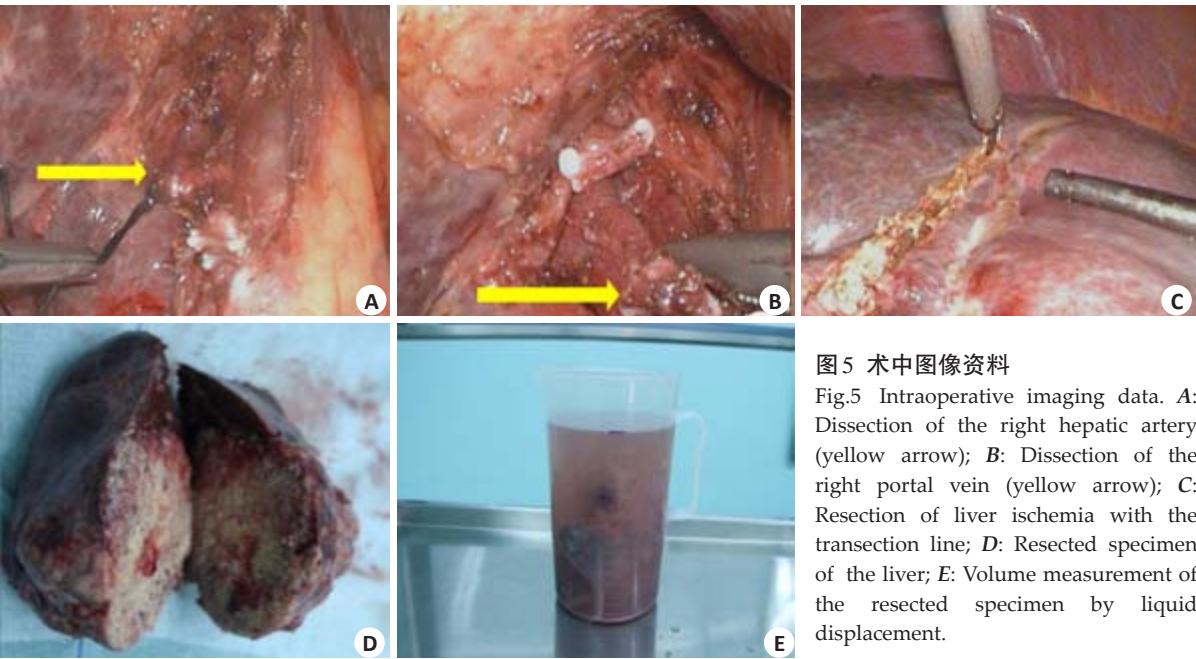 A
B
C
D
E
图5 术中图像资料
Fig.5 Intraoperative imaging data. A:
Dissection of the right hepatic artery
(yellow arrow); B: Dissection of the
right portal vein (yellow arrow); C:
Resection of liver ischemia with the
transection line; D: Resected specimen
of the liver; E: Volume measurement of
the resected specimen by liquid
displacement.